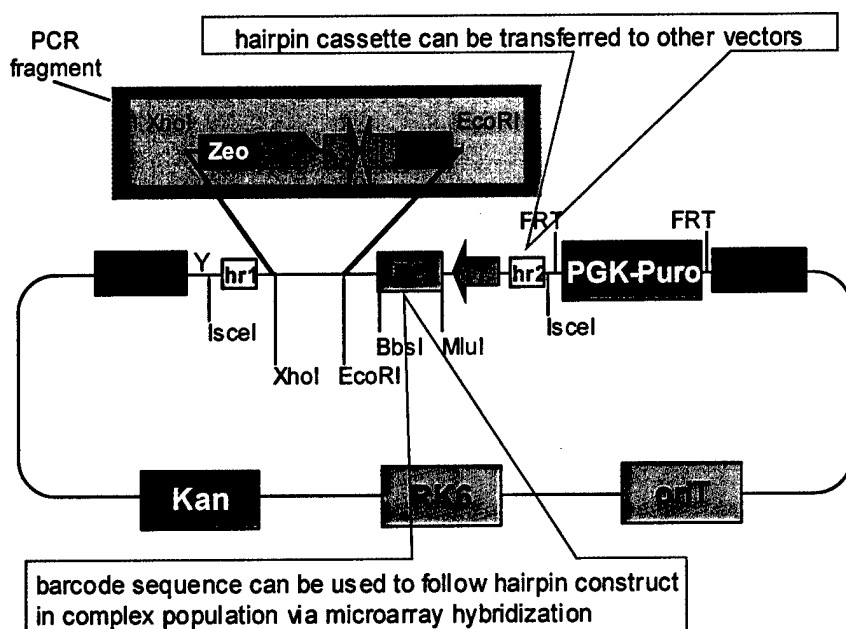 hairpin cassette can be transferred to other vectors
PCR
fragment
XhoI EcoRI
Zeo
FRT FRT
Y hr1 hr2 PGK-Puro
IsceI IsceI
BbsI MluI
XhoI EcoRI
Kan RK6 oriT
barcode sequence can be used to follow hairpin construct
in complex population via microarray hybridization